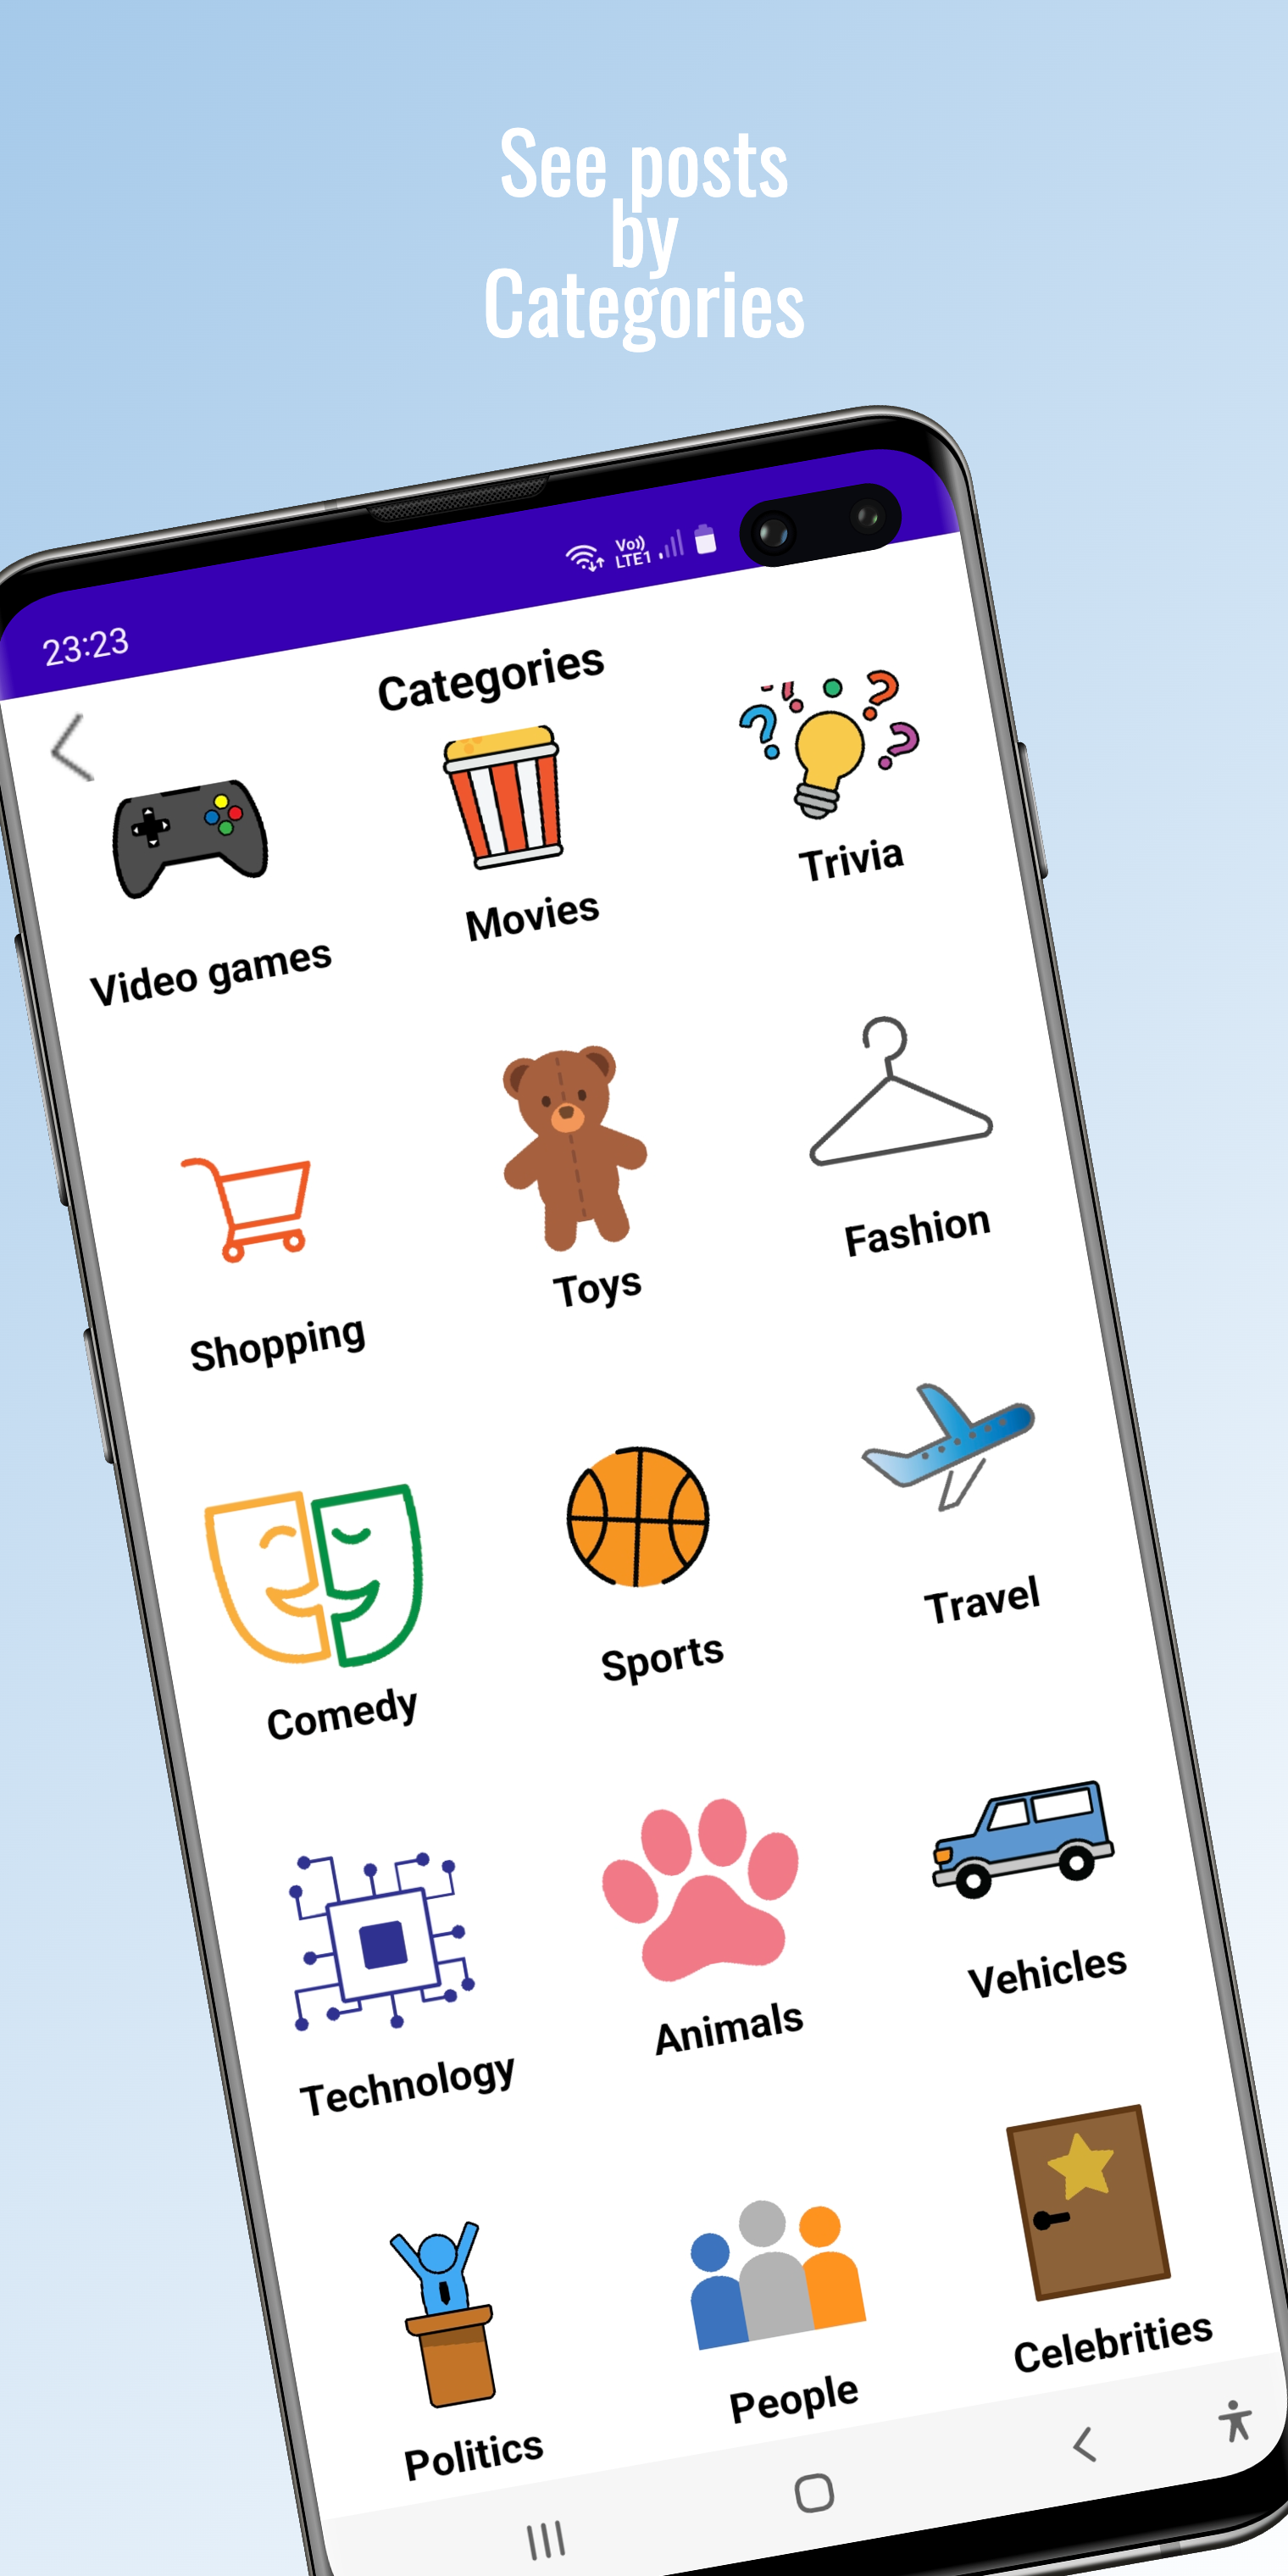 See posts
by
Categories
23:23
Vo))
LTE1
Categories
Video games
Movies
Trivia
Shopping
Toys
Fashion
Comedy
Sports
Travel
Technology
Animals
Vehicles
Politics
People
Celebrities